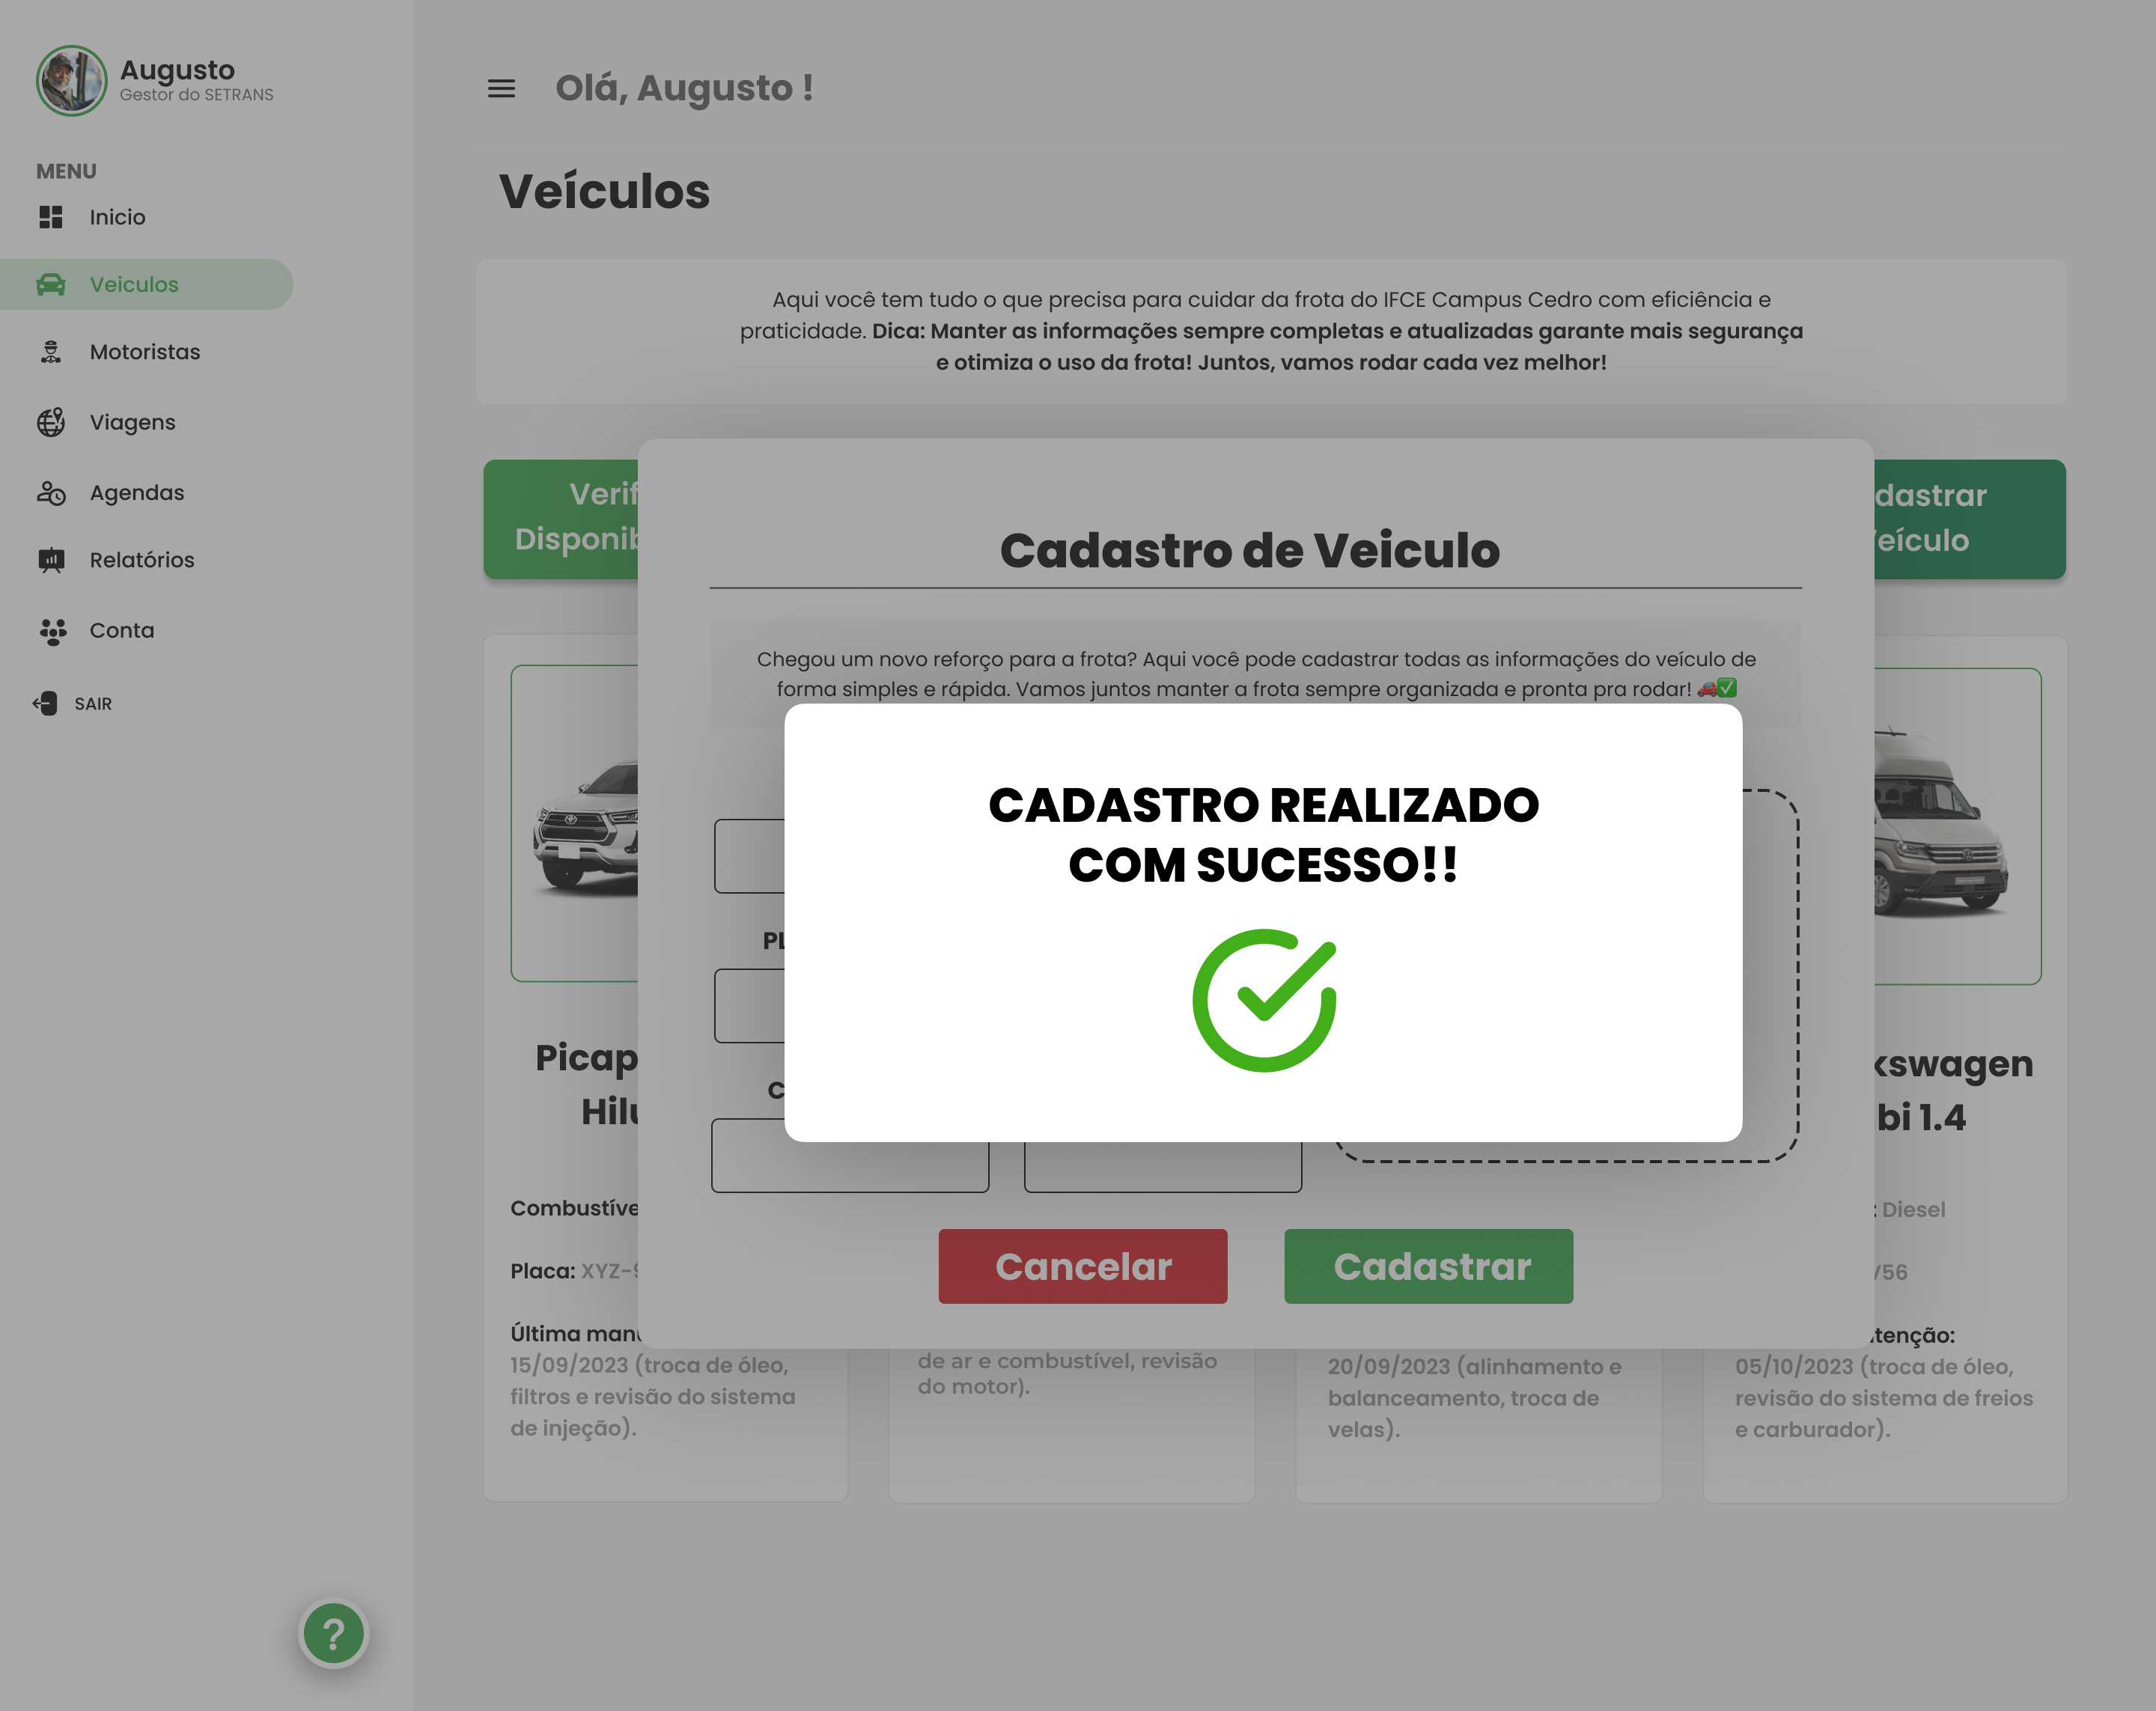 Augusto
Gestor do SETRANS
MENU
Inicio
Veiculos
Motoristas
Viagens
Agendas
Relatórios
Conta
SAIR
?
Olá, Augusto !
Veículos
Aqui você tem tudo o que precisa para cuidar da frota do IFCE Campus Cedro com eficiência e
praticidade. Dica: Manter as informações sempre completas e atualizadas garante mais segurança
e otimiza o uso da frota! Juntos, vamos rodar cada vez melhor!
Verif
Disponib
dastrar
eículo
Cadastro de Veiculo
Chegou um novo reforço para a frota? Aqui você pode cadastrar todas as informações do veículo de
forma simples e rápida. Vamos juntos manter a frota sempre organizada e pronta pra rodar! 🚗✅
CADASTRO REALIZADO
COM SUCESSO!!
PL
C
Cancelar
Cadastrar
Picap
Hilu
Combustíve
Placa: XYZ-9
Última manu
15/09/2023 (troca de óleo,
filtros e revisão do sistema
de injeção).
de ar e combustível, revisão
do motor).
20/09/2023 (alinhamento e
balanceamento, troca de
velas).
kswagen
bi 1.4
: Diesel
V56
tenção:
05/10/2023 (troca de óleo,
revisão do sistema de freios
e carburador).